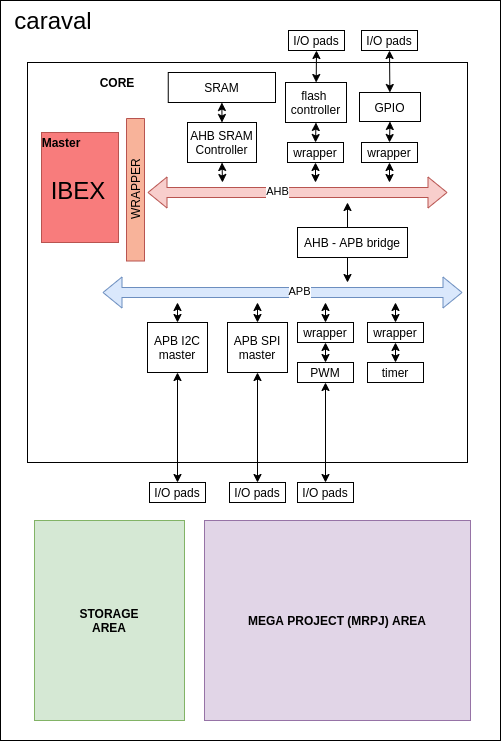 caraval
I/O pads
I/O pads
CORE
SRAM
flash
controller
GPIO
Master
IBEX
WRAPPER
AHB SRAM
Controller
wrapper
wrapper
AHB
AHB - APB bridge
APB
APB I2C
master
APB SPI
master
wrapper
wrapper
PWM
timer
I/O pads
I/O pads
I/O pads
STORAGE
AREA
MEGA PROJECT (MRPJ) AREA